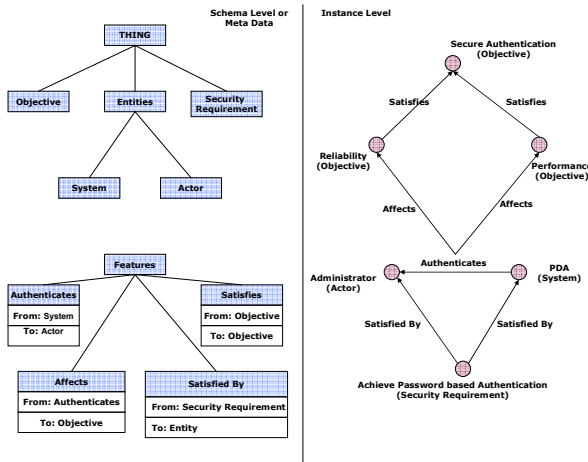 Schema Level or
Meta Data
Instance Level
THING
Objective
Entities
Security
Requirement
System
Actor
Features
Authenticates
From: System
To: Actor
Satisfies
From: Objective
To: Objective
Affects
From: Authenticates
To: Objective
Satisfied By
From: Security Requirement
To: Entity
Secure Authentication
(Objective)
Satisfies
Satisfies
Reliability
(Objective)
Performance
(Objective)
Affects
Affects
Authenticates
Administrator
(Actor)
PDA
(System)
Satisfied By
Satisfied By
Achieve Password based Authentication
(Security Requirement)